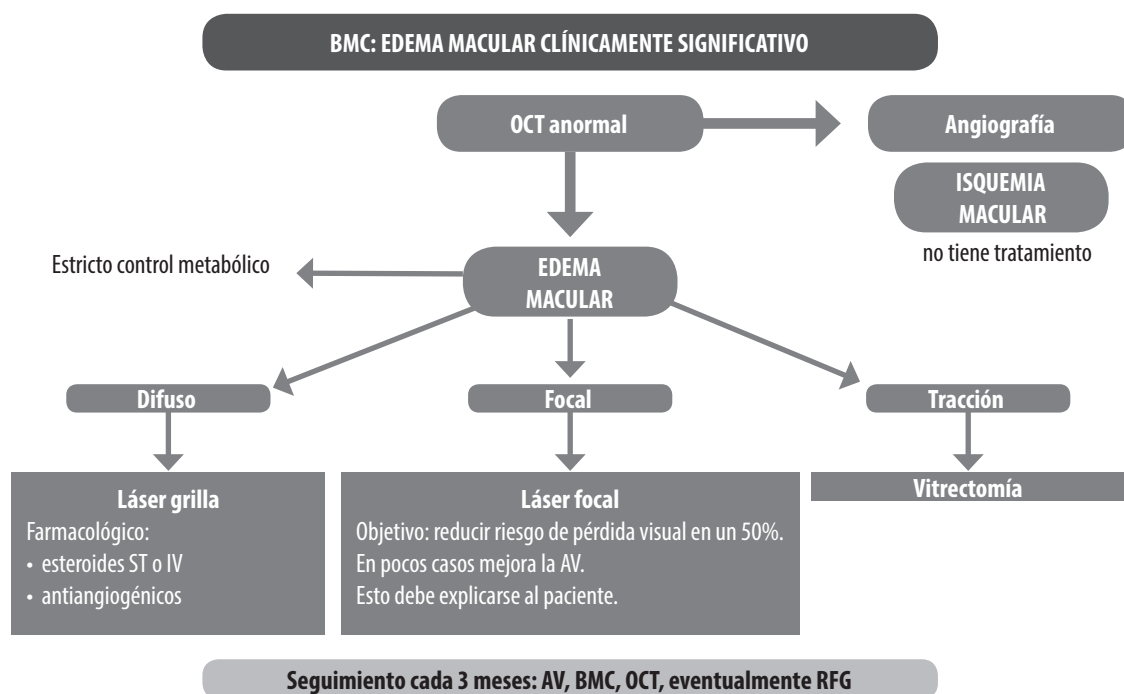 BMC: EDEMA MACULAR CLÍNICAMENTE SIGNIFICATIVO
OCT anormal
Angiografía
ISQUEMIA
MACULAR
no tiene tratamiento
Estricto control metabólico
EDEMA
MACULAR
Difuso
Focal
Tracción
Láser grilla
Farmacológico:
• esteroides ST o IV
• antiangiogénicos
Láser focal
Objetivo: reducir riesgo de pérdida visual en un 50%.
En pocos casos mejora la AV.
Esto debe explicarse al paciente.
Vitrectomía
Seguimiento cada 3 meses: AV, BMC, OCT, eventualmente RFG